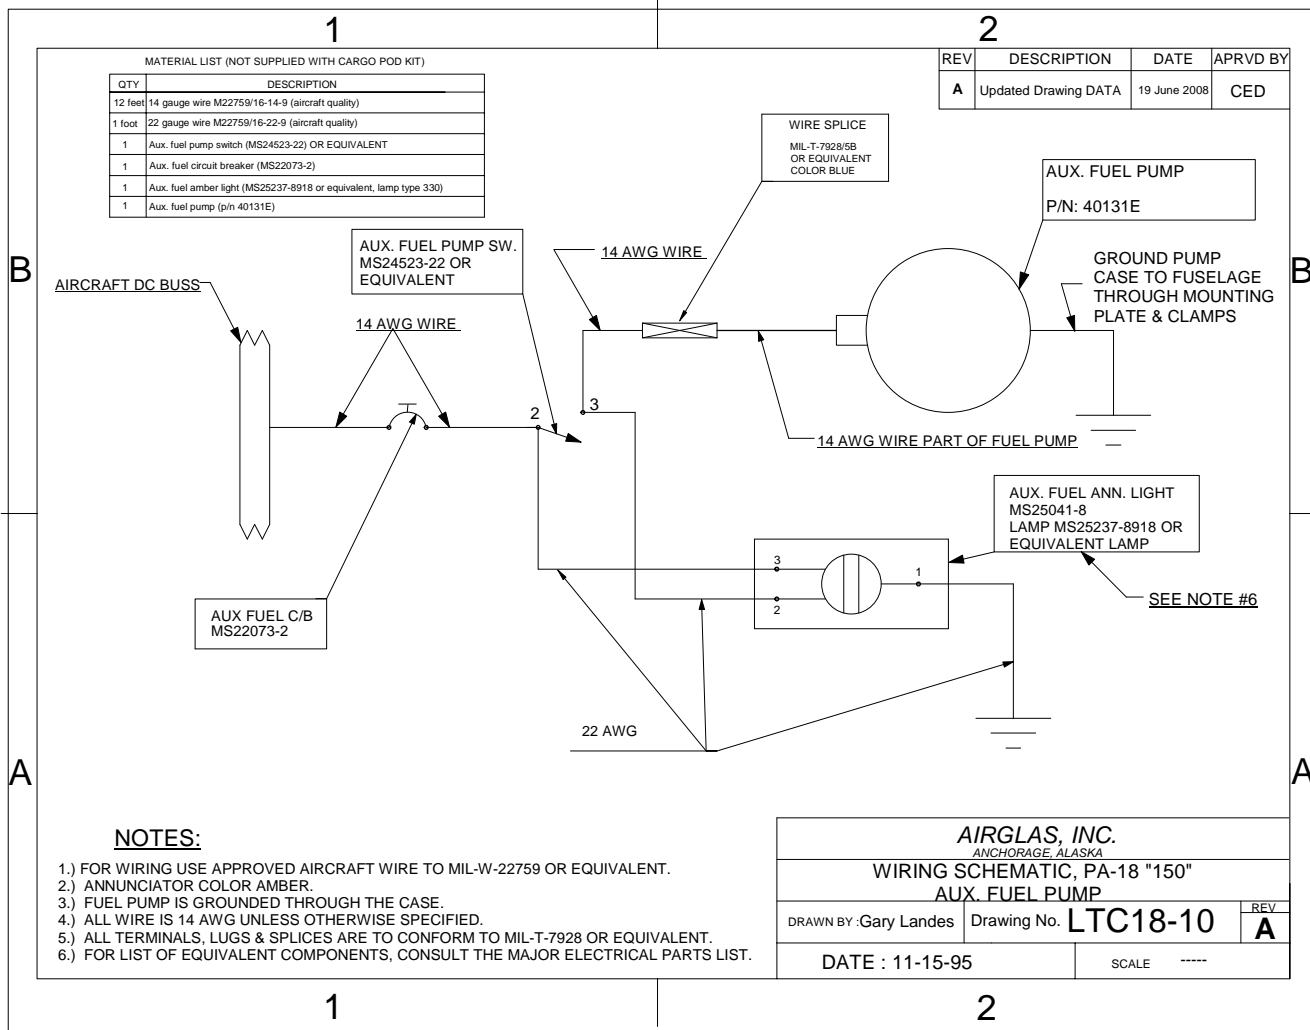 1
2
MATERIAL LIST (NOT SUPPLIED WITH CARGO POD KIT)
QTY DESCRIPTION
12 feet 14 gauge wire M22759/16-14-9 (aircraft quality)
1 foot 22 gauge wire M22759/16-22-9 (aircraft quality)
1 Aux. fuel pump switch (MS24523-22) OR EQUIVALENT
1 Aux. fuel circuit breaker (MS22073-2)
1 Aux. fuel amber light (MS25237-8918 or equivalent, lamp type 330)
1 Aux. fuel pump (p/n 40131E)
REV DESCRIPTION DATE APRVD BY
A Updated Drawing DATA 19 June 2008 CED
WIRE SPLICE
MIL-T-7928/5B
OR EQUIVALENT
COLOR BLUE
AUX. FUEL PUMP
P/N: 40131E
B
B
AUX. FUEL PUMP SW.
MS24523-22 OR
EQUIVALENT
14 AWG WIRE
GROUND PUMP
CASE TO FUSELAGE
THROUGH MOUNTING
PLATE & CLAMPS
AIRCRAFT DC BUSS
14 AWG WIRE
2
3
14 AWG WIRE PART OF FUEL PUMP
AUX. FUEL ANN. LIGHT
MS25041-8
LAMP MS25237-8918 OR
EQUIVALENT LAMP
3
1
2
SEE NOTE #6
AUX FUEL C/B
MS22073-2
22 AWG
A
A
NOTES:
1.) FOR WIRING USE APPROVED AIRCRAFT WIRE TO MIL-W-22759 OR EQUIVALENT.
2.) ANNUNCIATOR COLOR AMBER.
3.) FUEL PUMP IS GROUNDED THROUGH THE CASE.
4.) ALL WIRE IS 14 AWG UNLESS OTHERWISE SPECIFIED.
5.) ALL TERMINALS, LUGS & SPLICES ARE TO CONFORM TO MIL-T-7928 OR EQUIVALENT.
6.) FOR LIST OF EQUIVALENT COMPONENTS, CONSULT THE MAJOR ELECTRICAL PARTS LIST.
AIRGLAS, INC.
ANCHORAGE, ALASKA
WIRING SCHEMATIC, PA-18 "150"
AUX. FUEL PUMP
DRAWN BY :Gary Landes Drawing No. LTC18-10 REV
A
DATE : 11-15-95 SCALE -----
1
2